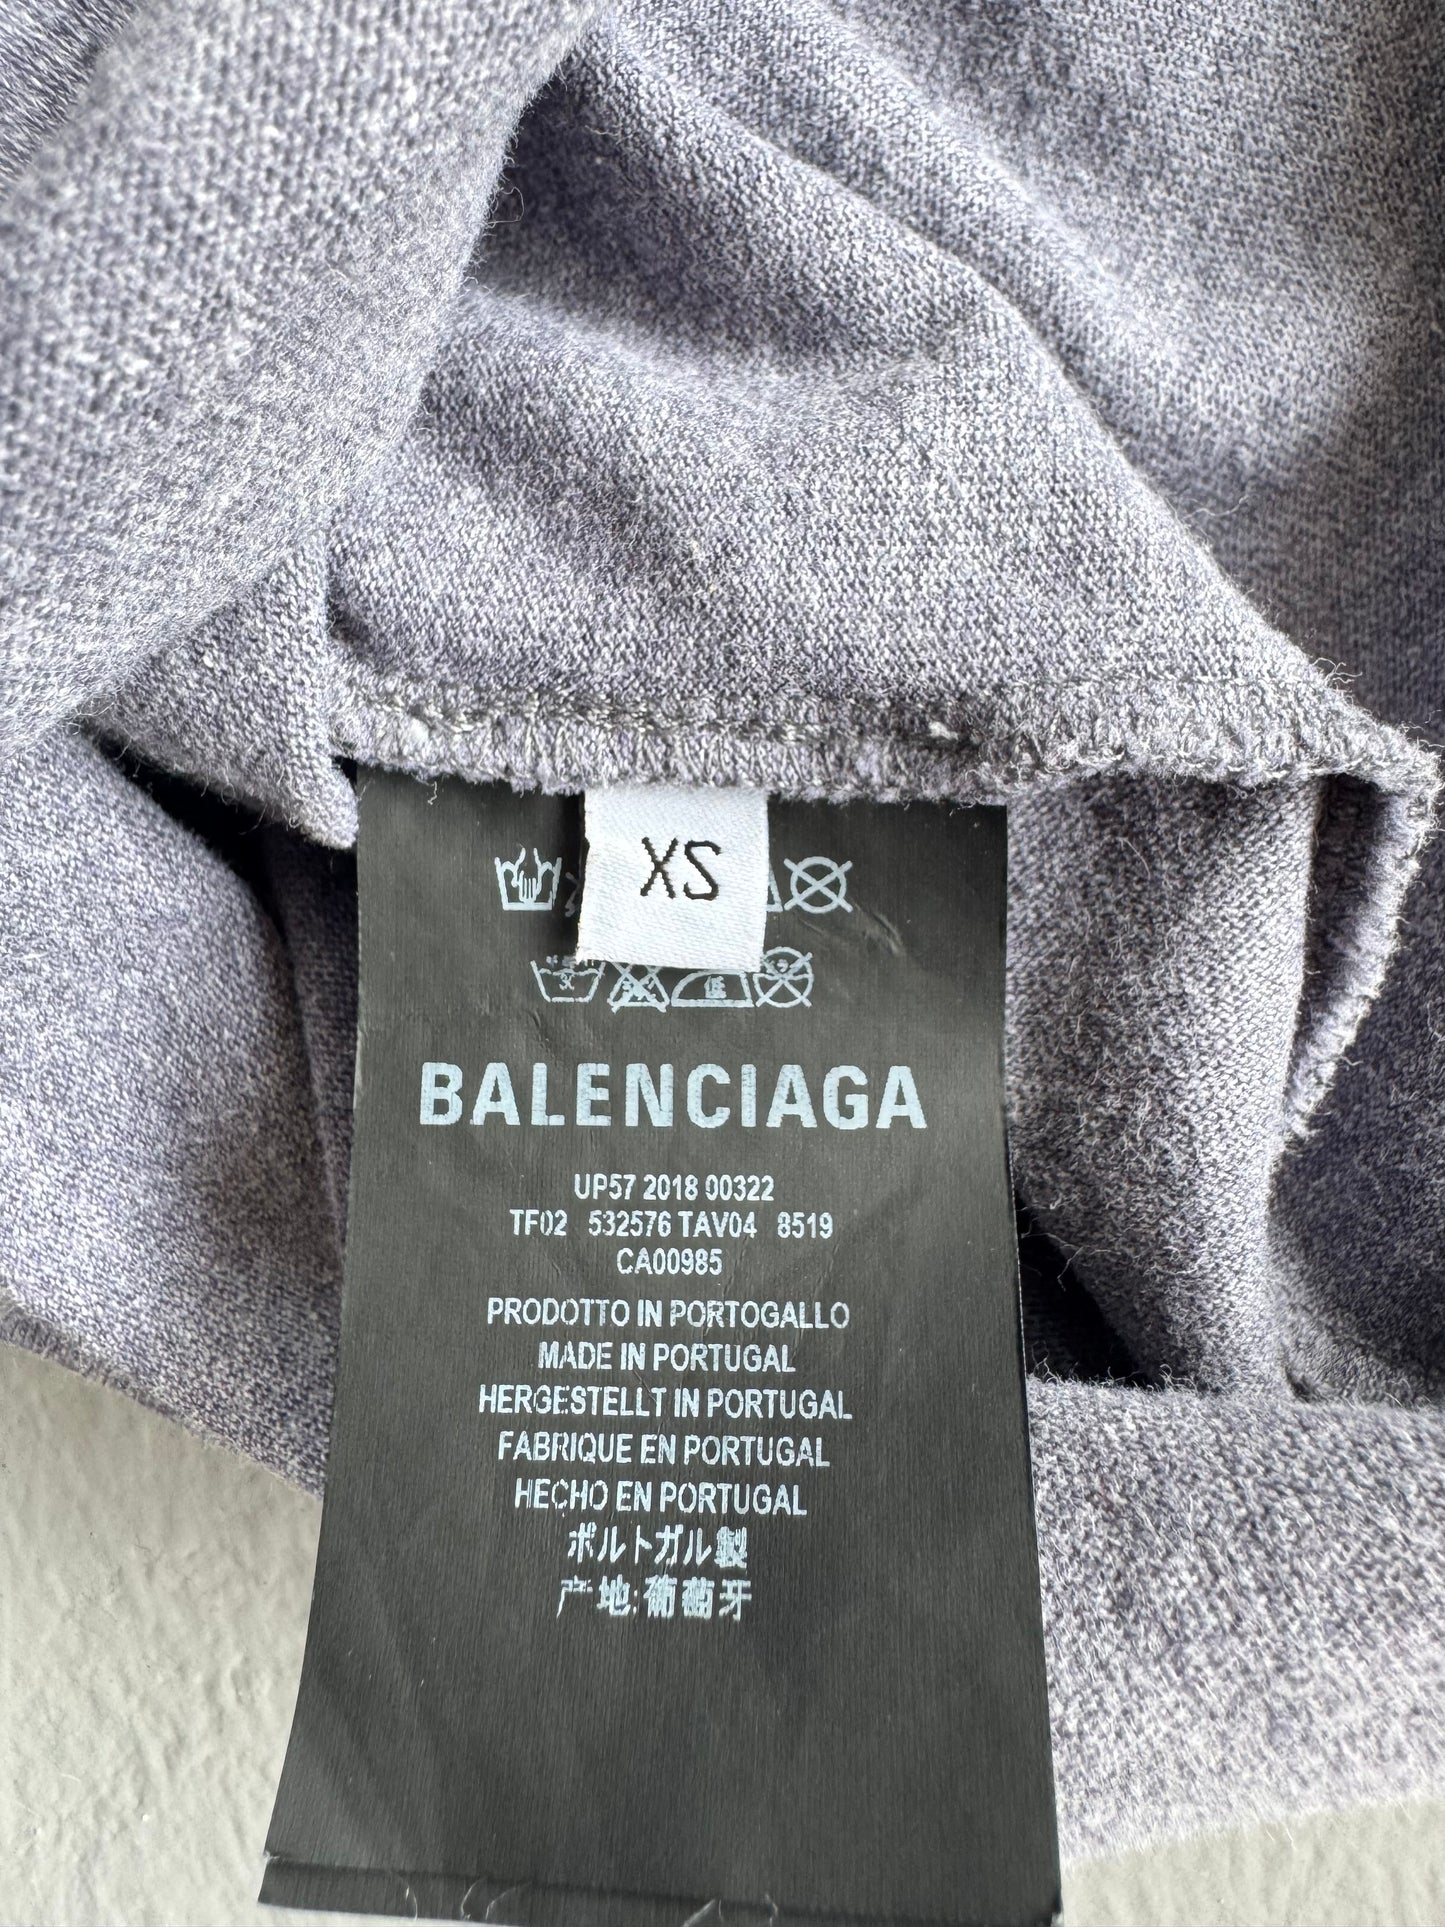 XS
BALENCIAGA
UP57 2018 00322
TF02 532576 TAV04 8519
CA00985
PRODOTTO IN PORTOGALLO
MADE IN PORTUGAL
HERGESTELLT IN PORTUGAL
FABRIQUE EN PORTUGAL
HECHO EN PORTUGAL
ポルトガル製
产地:葡萄牙